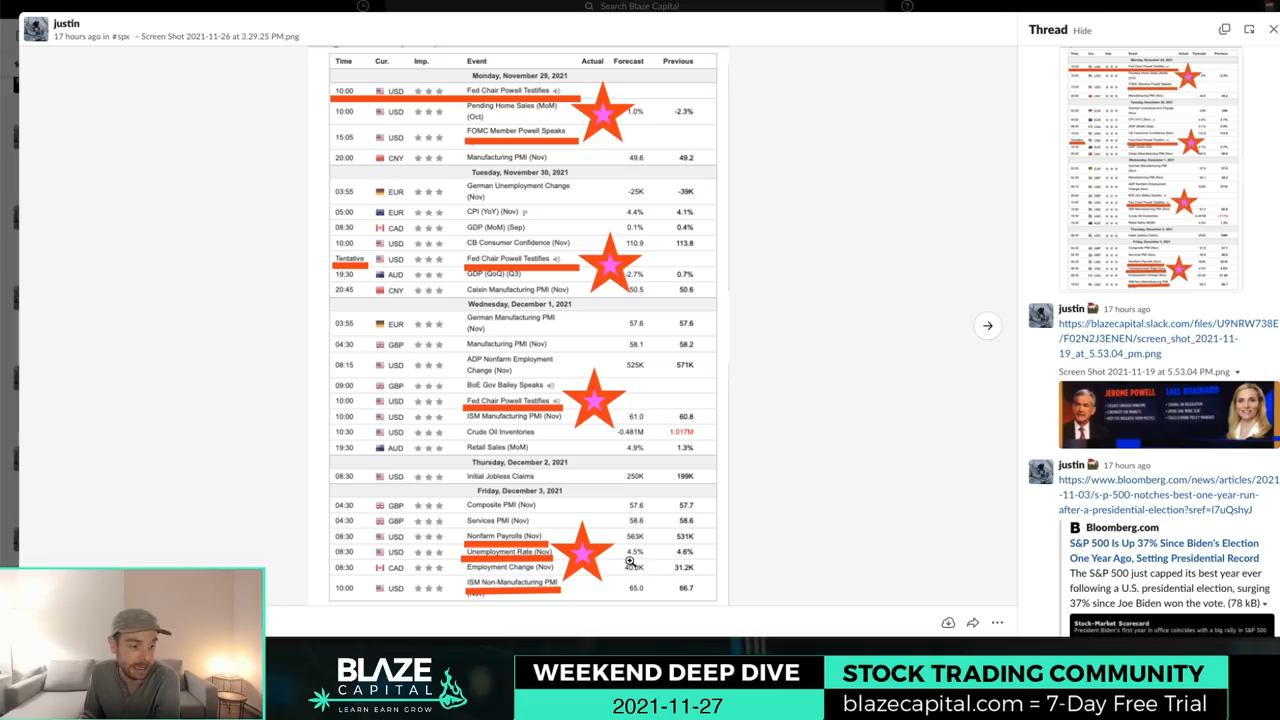 Search Blaze Capital
justin
17 hours ago in #spx – Screen Shot 2021-11-26 at 3.29.25 PM.png
Thread Hide
Time Cur. Imp. Event Actual Forecast Previous
Monday, November 29, 2021
10:00 USD Fed Chair Powell Testifies
10:00 USD Pending Home Sales (MoM) (Oct) 1.0% -2.3%
15:05 USD FOMC Member Powell Speaks
20:00 CNY Manufacturing PMI (Nov) 49.6 49.2
Tuesday, November 30, 2021
03:55 EUR German Unemployment Change (Nov) -25K -39K
05:00 EUR CPI (YoY) (Nov) P 4.4% 4.1%
08:30 CAD GDP (MoM) (Sep) 0.1% 0.4%
10:00 USD CB Consumer Confidence (Nov) 110.9 113.8
Tentative USD Fed Chair Powell Testifies
19:30 AUD GDP (QoQ) (Q3) -2.7% 0.7%
20:45 CNY Caixin Manufacturing PMI (Nov) 50.5 50.6
Wednesday, December 1, 2021
03:55 EUR German Manufacturing PMI (Nov) 57.6 57.6
04:30 GBP Manufacturing PMI (Nov) 58.1 58.2
08:15 USD ADP Nonfarm Employment Change (Nov) 525K 571K
09:00 GBP BoE Gov Bailey Speaks
10:00 USD Fed Chair Powell Testifies
10:00 USD ISM Manufacturing PMI (Nov) 61.0 60.8
10:30 USD Crude Oil Inventories -0.481M 1.017M
19:30 AUD Retail Sales (MoM) 4.9% 1.3%
Thursday, December 2, 2021
08:30 USD Initial Jobless Claims 250K 199K
Friday, December 3, 2021
04:30 GBP Composite PMI (Nov) 57.6 57.7
04:30 GBP Services PMI (Nov) 58.6 58.6
08:30 USD Nonfarm Payrolls (Nov) 563K 531K
08:30 USD Unemployment Rate (Nov) 4.5% 4.6%
08:30 CAD Employment Change (Nov) 31.2K
10:00 USD ISM Non-Manufacturing PMI (Nov) 65.0 66.7
justin 17 hours ago
https://blazecapital.slack.com/files/U9NRW738E
/F02N2J3ENEN/screen_shot_2021-11-
19_at_5.53.04_pm.png
Screen Shot 2021-11-19 at 5.53.04 PM.png
JEROME POWELL
LAEL BRAINARD
justin 17 hours ago
https://www.bloomberg.com/news/articles/2021
-11-03/s-p-500-notches-best-one-year-run-
after-a-presidential-election?sref=l7uQshyJ
B Bloomberg.com
S&P 500 Is Up 37% Since Biden's Election
One Year Ago, Setting Presidential Record
The S&P 500 just capped its best year ever
following a U.S. presidential election, surging
37% since Joe Biden won the vote. (78 kB)
Stock-Market Scorecard
President Biden's first year in office coincides with a big rally in S&P 500
BLAZE
CAPITAL
LEARN EARN GROW
WEEKEND DEEP DIVE
2021-11-27
STOCK TRADING COMMUNITY
blazecapital.com = 7-Day Free Trial